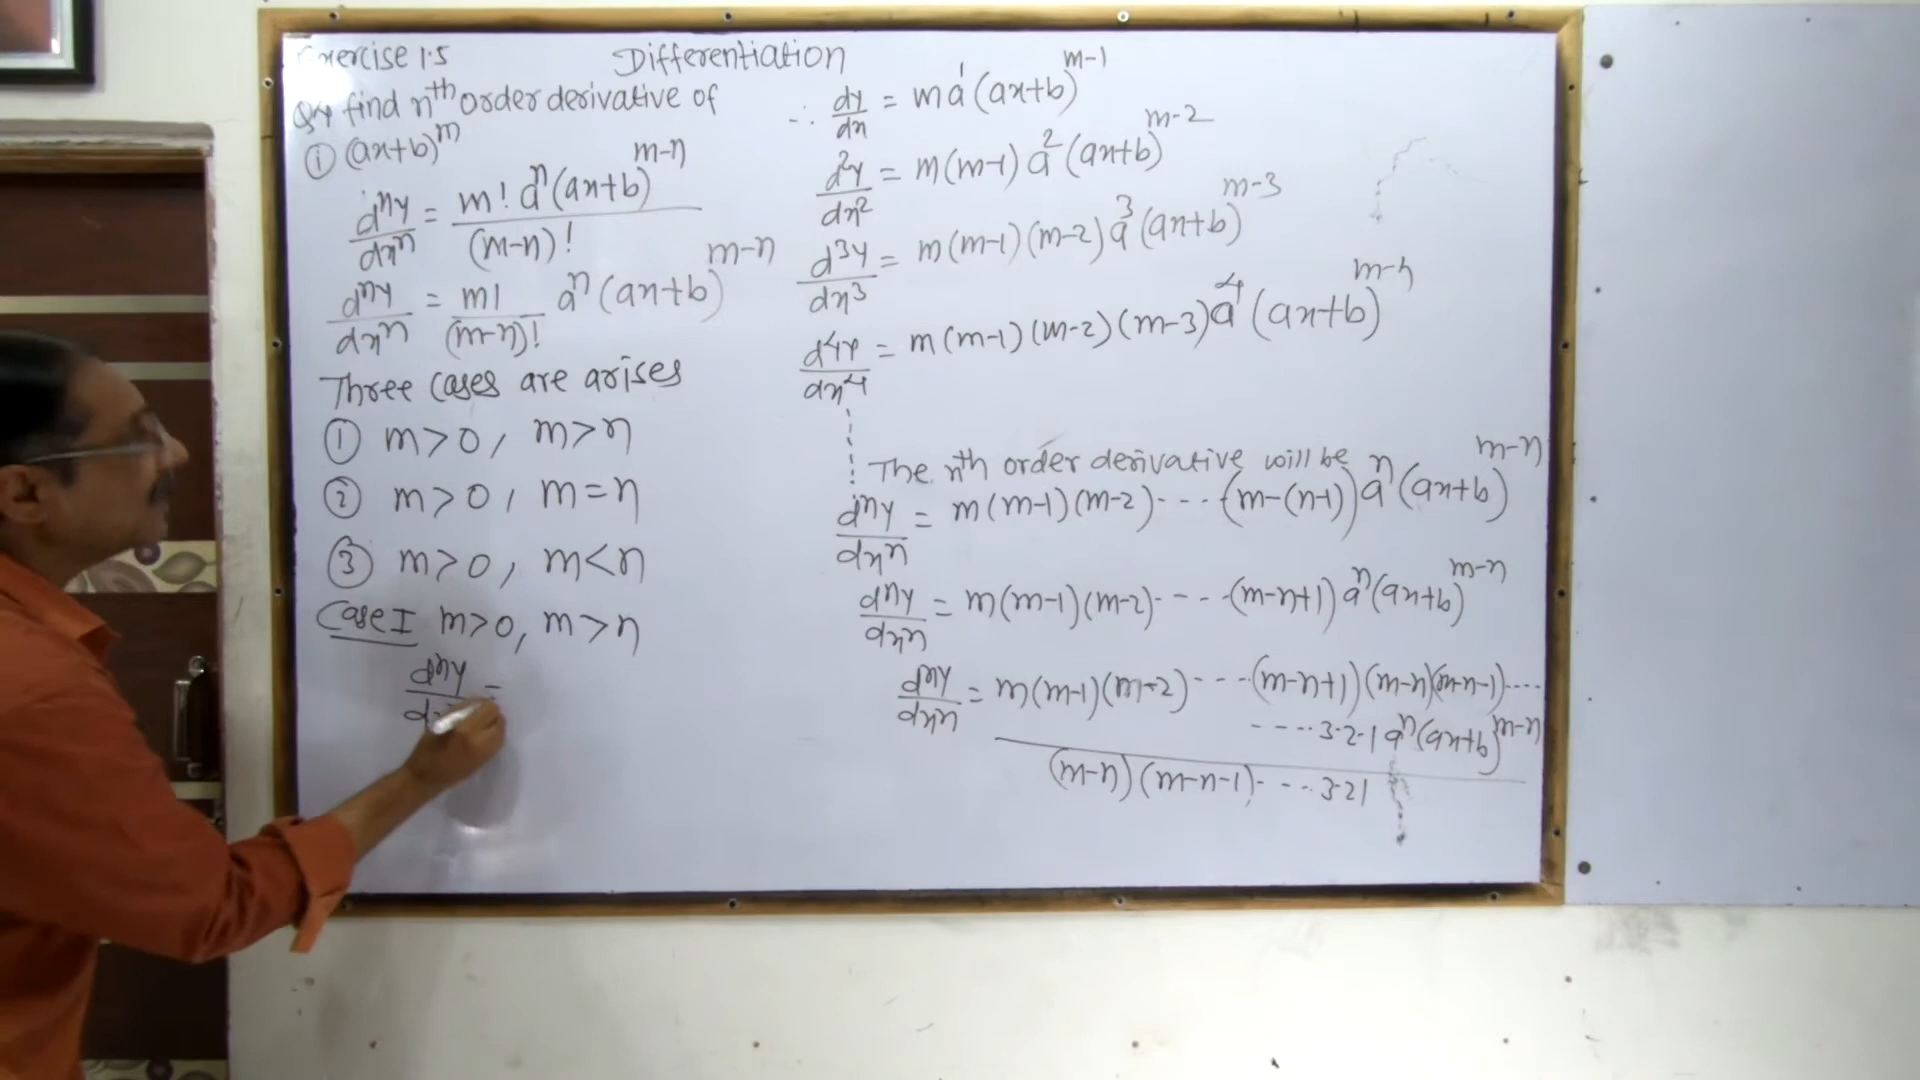 Exercise 1.5 Differentiation
Q4 find nth order derivative of
① (ax+b)^m
d^ny/dx^n = m! a^n (ax+b)^m-n / (m-n)!
d^ny/dx^n = m!/(m-n)! a^n (ax+b)^m-n
Three cases are arises
① m>0, m>n
② m>0, m=n
③ m>0, m<n
Case I m>0, m>n
d^ny/dx =
∴ dy/dx = m a^1 (ax+b)^m-1
d^2y/dx^2 = m(m-1) a^2 (ax+b)^m-2
d^3y/dx^3 = m(m-1)(m-2) a^3 (ax+b)^m-3
d^4y/dx^4 = m(m-1)(m-2)(m-3) a^4 (ax+b)^m-4
The nth order derivative will be
d^ny/dx^n = m(m-1)(m-2)----(m-(n-1)) a^n (ax+b)^m-n
d^ny/dx^n = m(m-1)(m-2)----(m-n+1) a^n (ax+b)^m-n
d^ny/dx^n = m(m-1)(m-2)----(m-n+1)(m-n)(m-n-1)....
.....3.2.1 a^n (ax+b)^m-n
(m-n)(m-n-1)-...3.21